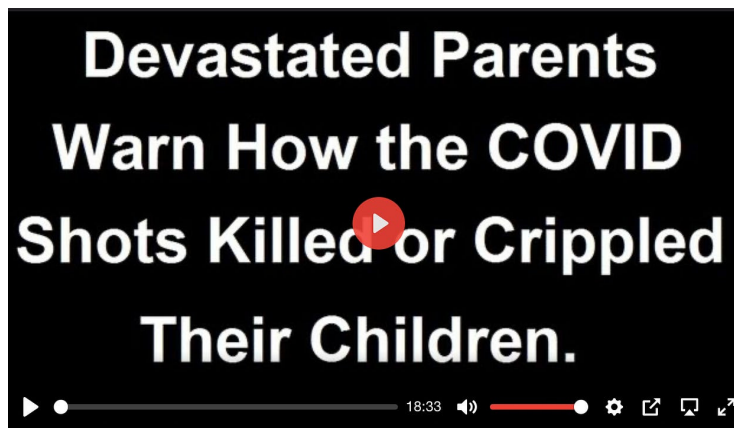 Devastated Parents
Warn How the COVID
Shots Killed or Crippled
Their Children.
18:33